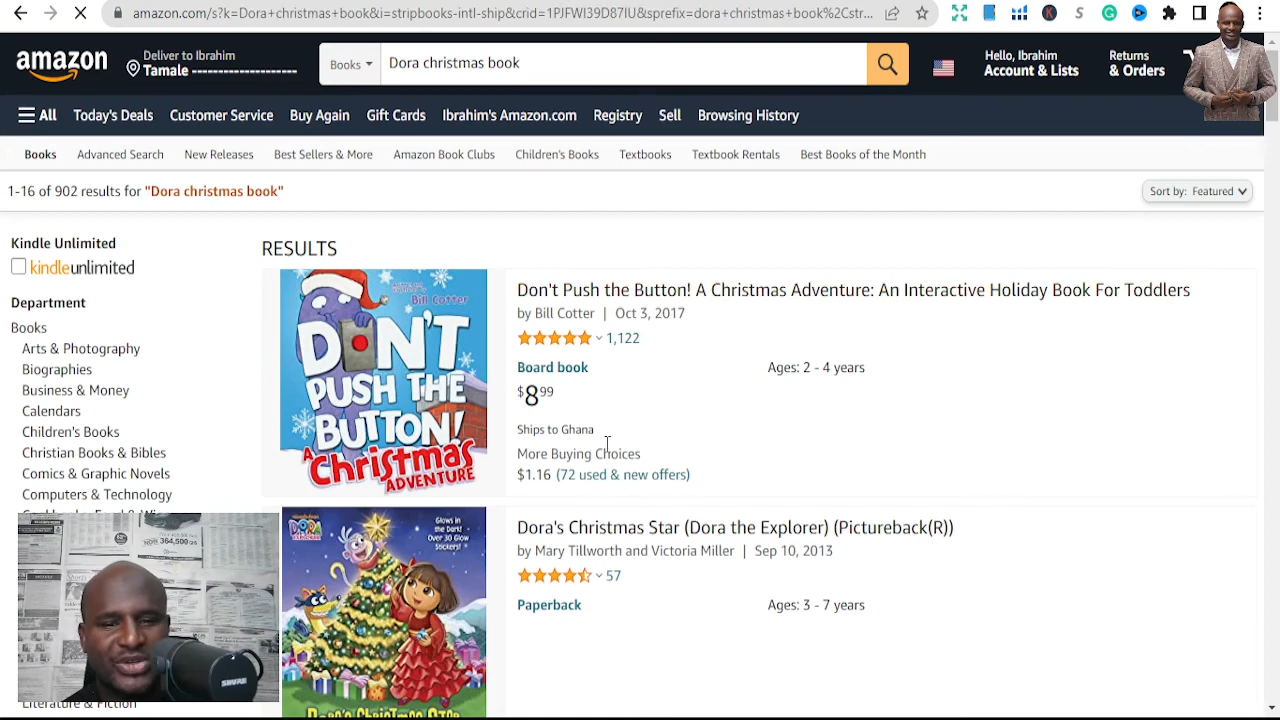 amazon.com/s?k=Dora+christmas+book&i=stripbooks-intl-ship&crid=1PJFWI39D87IU&sprefix=dora+christmas+book%2Cstr...
amazon
Deliver to Ibrahim
Tamale
Books
Dora christmas book
Hello, Ibrahim
Account & Lists
Returns
& Orders
All
Today's Deals
Customer Service
Buy Again
Gift Cards
Ibrahim's Amazon.com
Registry
Sell
Browsing History
Books
Advanced Search
New Releases
Best Sellers & More
Amazon Book Clubs
Children's Books
Textbooks
Textbook Rentals
Best Books of the Month
1-16 of 902 results for "Dora christmas book"
Sort by: Featured
Kindle Unlimited
kindleunlimited
Department
Books
Arts & Photography
Biographies
Business & Money
Calendars
Children's Books
Christian Books & Bibles
Comics & Graphic Novels
Computers & Technology
Literature & Fiction
RESULTS
Bill Cotter
DON'T
PUSH THE
BUTTON!
A Christmas
ADVENTURE
Don't Push the Button! A Christmas Adventure: An Interactive Holiday Book For Toddlers
by Bill Cotter | Oct 3, 2017
1,122
Board book
Ages: 2 - 4 years
$8.99
Ships to Ghana
More Buying Choices
$1.16 (72 used & new offers)
DORA
Glows in
the Dark!
Over 30 Glow
Stickers!
Dora's Christmas Star
Dora's Christmas Star (Dora the Explorer) (Pictureback(R))
by Mary Tillworth and Victoria Miller | Sep 10, 2013
57
Paperback
Ages: 3 - 7 years
SHURE